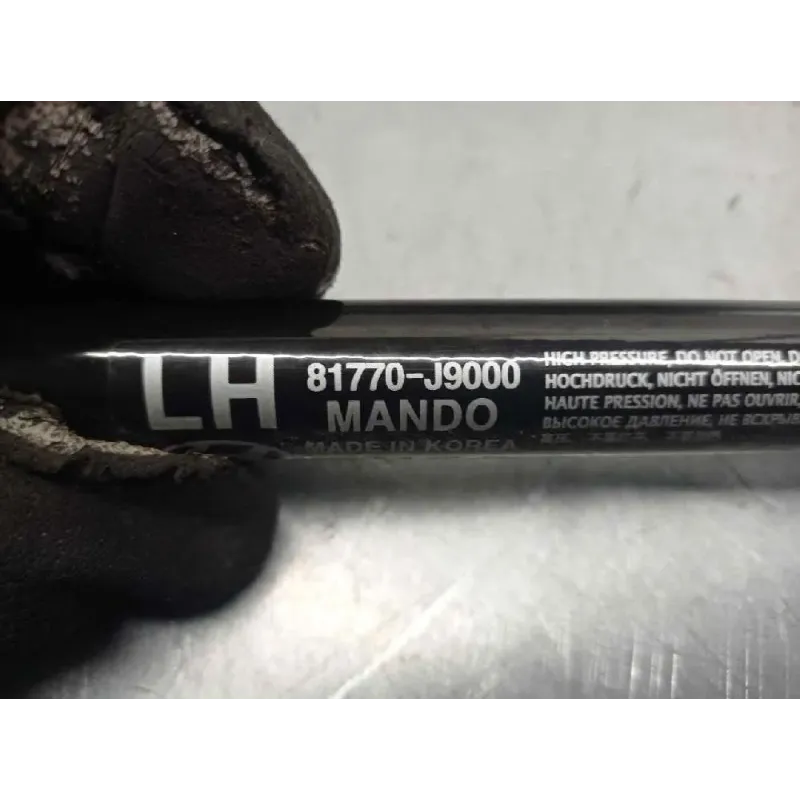 LH
81770-J9000
MANDO
MADE IN KOREA
HIGH PRESSURE, DO NOT OPEN, D
HOCHDRUCK, NICHT ÖFFNEN, NIC
HAUTE PRESSION, NE PAS OUVRIR,
ВЫСОКОЕ ДАВЛЕНИЕ, НЕ ВСКРЫВ